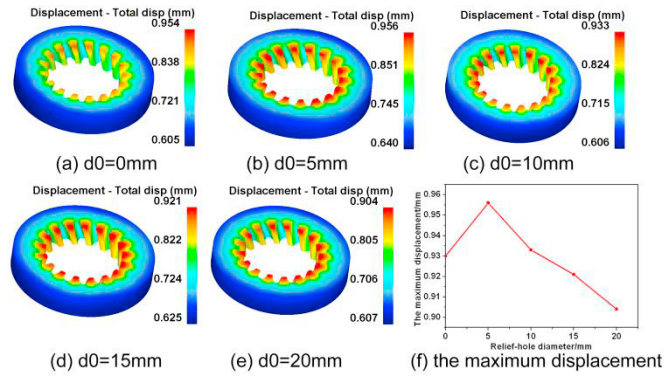 Displacement - Total disp (mm)
0.954
0.838
0.721
0.605
(a) d0=0mm
Displacement - Total disp (mm)
0.956
0.851
0.745
0.640
(b) d0=5mm
Displacement - Total disp (mm)
0.933
0.824
0.715
0.606
(c) d0=10mm
Displacement - Total disp (mm)
0.921
0.822
0.724
0.625
(d) d0=15mm
Displacement - Total disp (mm)
0.904
0.805
0.706
0.607
(e) d0=20mm
The maximum displacement/mm
0.96
0.95
0.94
0.93
0.92
0.91
0.90
0 5 10 15 20
Relief-hole diameter/mm
(f) the maximum displacement